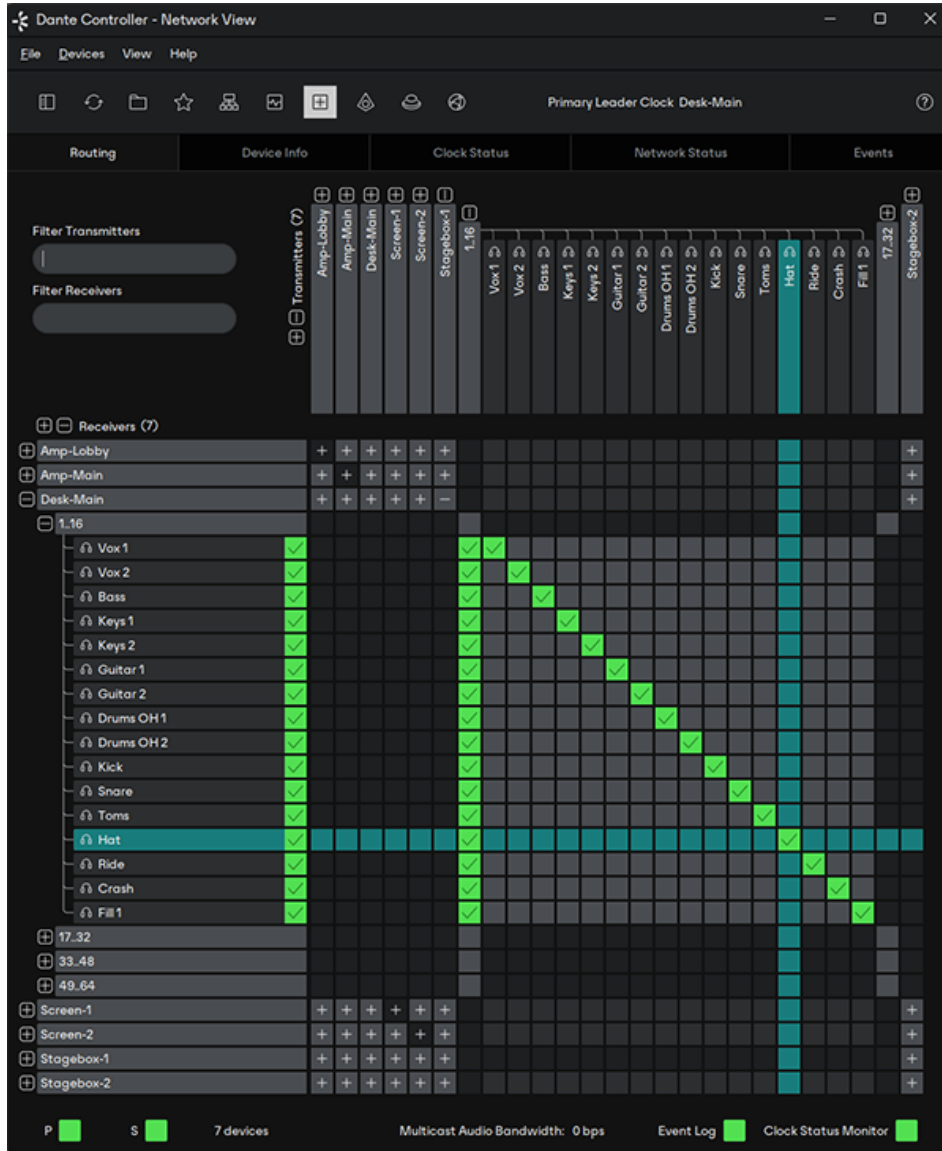 Dante Controller - Network View
File Devices View Help
Primary Leader Clock Desk-Main
Routing Device Info Clock Status Network Status Events
Filter Transmitters
Filter Receivers
Transmitters (7)
Amp-Lobby
Amp-Main
Desk-Main
Screen-1
Screen-2
Stagebox-1
1..16
Vox 1
Vox 2
Bass
Keys 1
Keys 2
Guitar 1
Guitar 2
Drums OH 1
Drums OH 2
Kick
Snare
Toms
Hat
Ride
Crash
Fill 1
17..32
Stagebox-2
Receivers (7)
Amp-Lobby
Amp-Main
Desk-Main
1..16
Vox 1
Vox 2
Bass
Keys 1
Keys 2
Guitar 1
Guitar 2
Drums OH 1
Drums OH 2
Kick
Snare
Toms
Hat
Ride
Crash
Fill 1
17..32
33..48
49..64
Screen-1
Screen-2
Stagebox-1
Stagebox-2
P S 7 devices Multicast Audio Bandwidth: 0 bps Event Log Clock Status Monitor